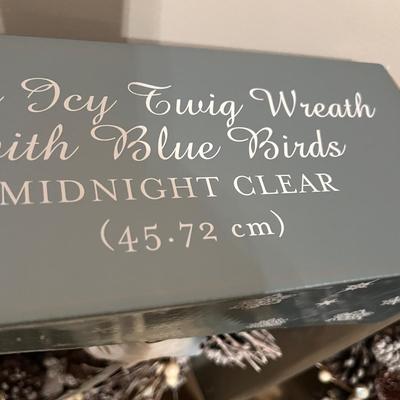 Icy Twig Wreath
with Blue Birds
MIDNIGHT CLEAR
(45.72 cm)